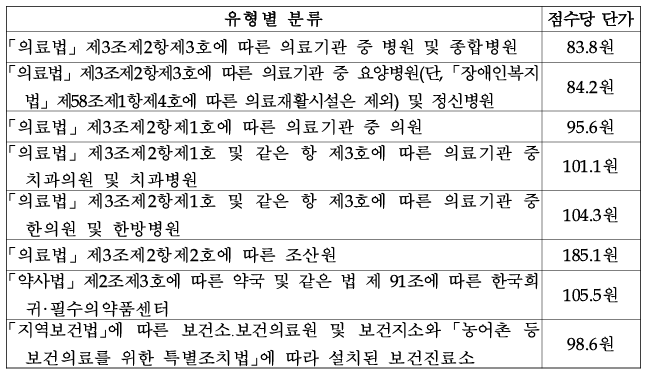 유형별 분류 점수당 단가
「의료법」 제3조제2항제3호에 따른 의료기관 중 병원 및 종합병원 83.8원
「의료법」 제3조제2항제3호에 따른 의료기관 중 요양병원(단, 「장애인복지
법」제58조제1항제4호에 따른 의료재활시설은 제외) 및 정신병원 84.2원
「의료법」 제3조제2항제1호에 따른 의료기관 중 의원 95.6원
「의료법」 제3조제2항제1호 및 같은 항 제3호에 따른 의료기관 중
치과의원 및 치과병원 101.1원
「의료법」 제3조제2항제1호 및 같은 항 제3호에 따른 의료기관 중
한의원 및 한방병원 104.3원
「의료법」 제3조제2항제2호에 따른 조산원 185.1원
「약사법」 제2조제3호에 따른 약국 및 같은 법 제 91조에 따른 한국희
귀·필수의약품센터 105.5원
「지역보건법」에 따른 보건소.보건의료원 및 보건지소와 「농어촌 등
보건의료를 위한 특별조치법」에 따라 설치된 보건진료소 98.6원